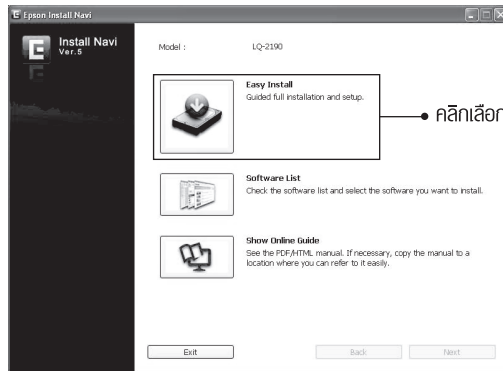 Epson Install Navi
Install Navi
Ver.5
Model : LQ-2190
Easy Install
Guided full installation and setup.
คลิกเลือก
Software List
Check the software list and select the software you want to install.
Show Online Guide
See the PDF/HTML manual. If necessary, copy the manual to a
location where you can refer to it easily.
Exit Back Next